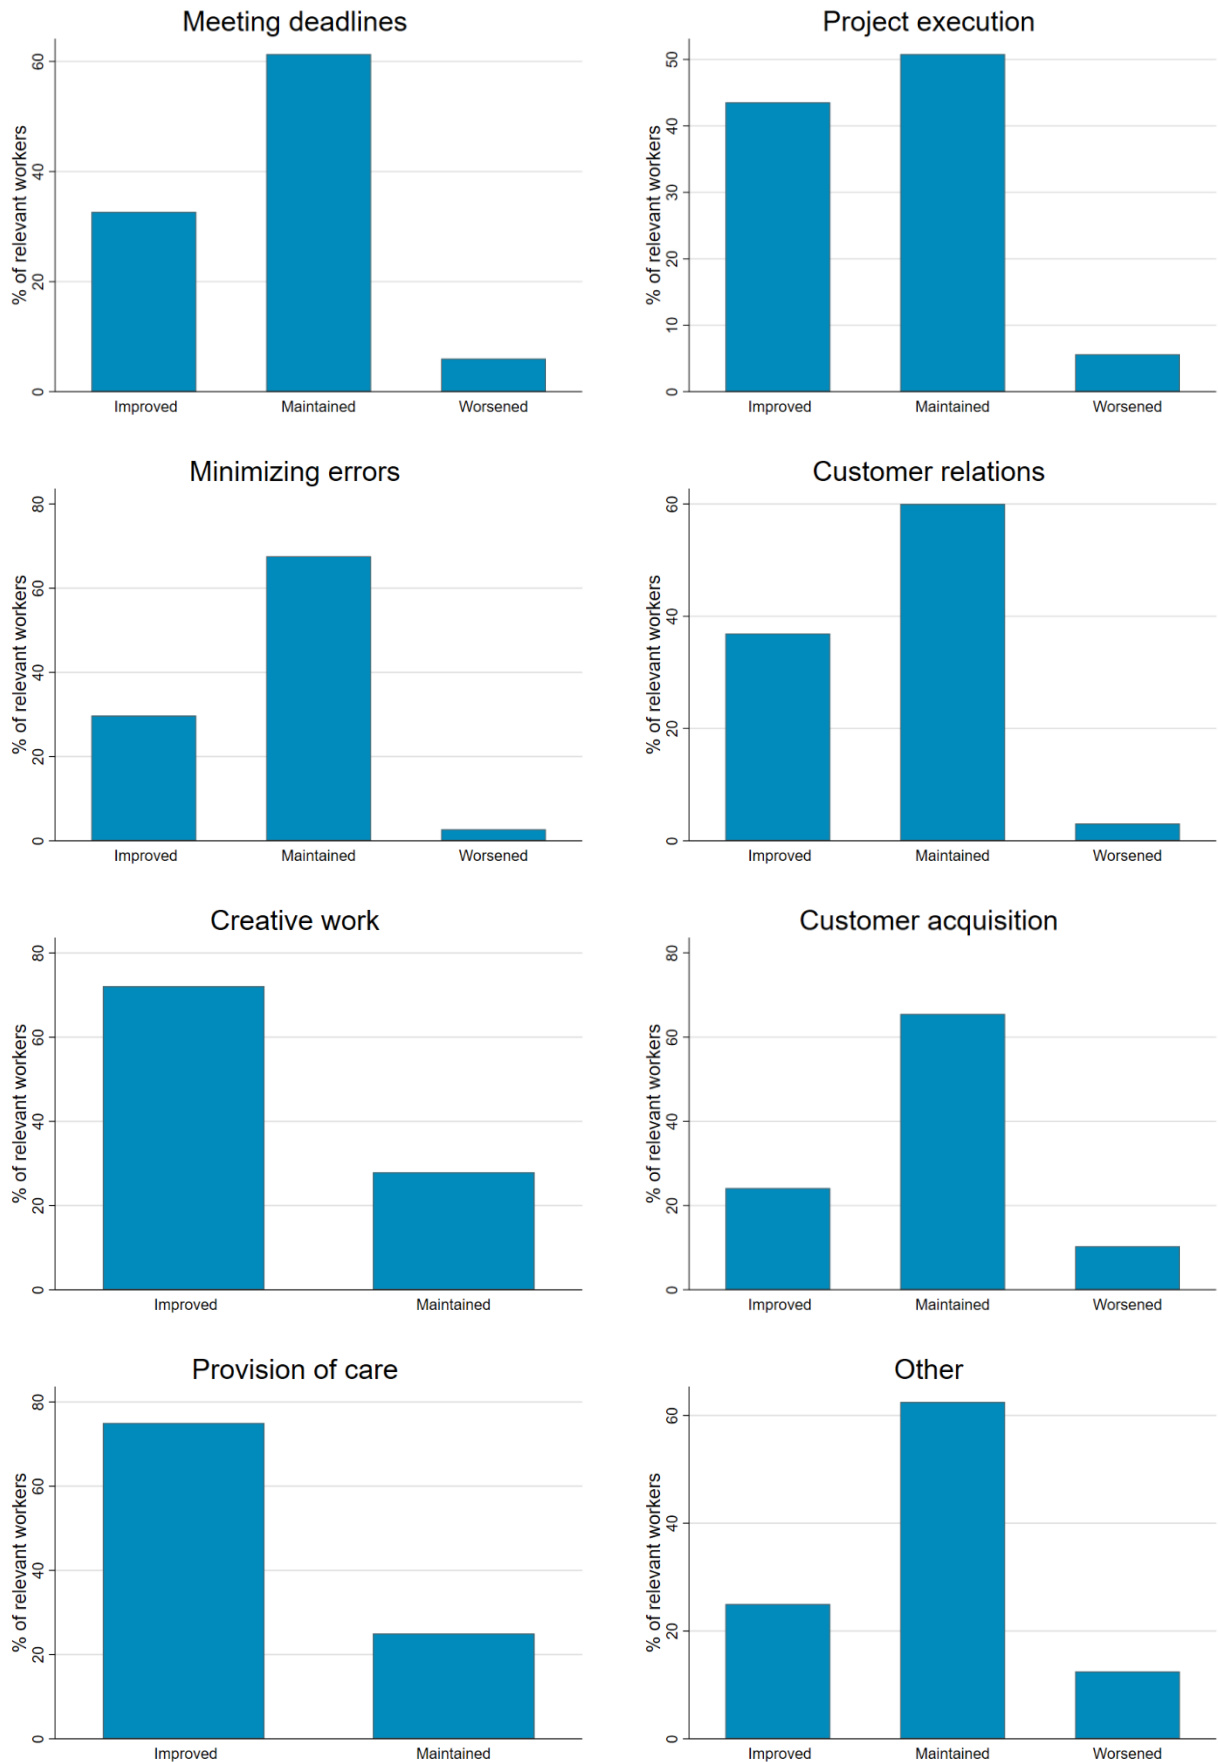 Meeting deadlines
% of relevant workers
60
40
20
0
Improved Maintained Worsened
Project execution
% of relevant workers
50
40
30
20
10
0
Improved Maintained Worsened
Minimizing errors
% of relevant workers
80
60
40
20
0
Improved Maintained Worsened
Customer relations
% of relevant workers
60
40
20
0
Improved Maintained Worsened
Creative work
% of relevant workers
80
60
40
20
0
Improved Maintained
Customer acquisition
% of relevant workers
80
60
40
20
0
Improved Maintained Worsened
Provision of care
% of relevant workers
80
60
40
20
0
Improved Maintained
Other
% of relevant workers
60
40
20
0
Improved Maintained Worsened